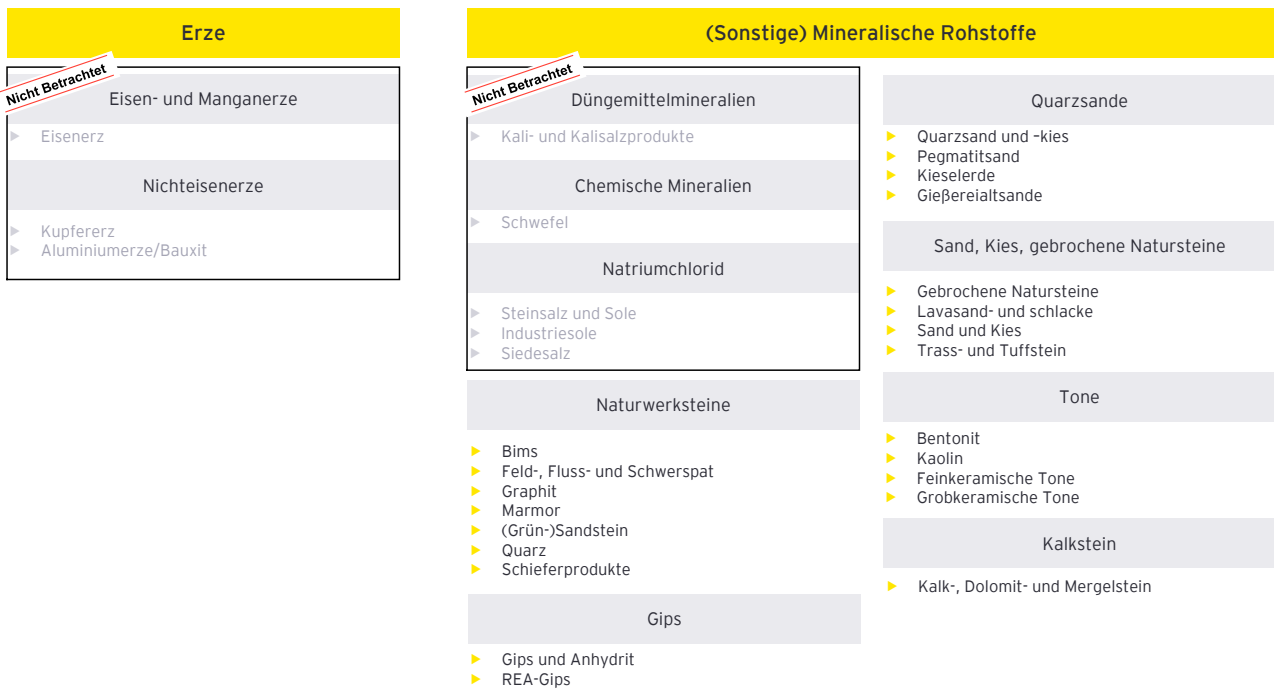 Erze
Nicht Betrachtet
Eisen- und Manganerze
Eisenerz
Nichteisenerze
Kupfererz
Aluminiumerze/Bauxit
(Sonstige) Mineralische Rohstoffe
Nicht Betrachtet
Düngemittelmineralien
Kali- und Kalisalzprodukte
Chemische Mineralien
Schwefel
Natriumchlorid
Steinsalz und Sole
Industriesole
Siedesalz
Naturwerksteine
Bims
Feld-, Fluss- und Schwerspat
Graphit
Marmor
(Grün-)Sandstein
Quarz
Schieferprodukte
Gips
Gips und Anhydrit
REA-Gips
Quarzsande
Quarzsand und –kies
Pegmatitsand
Kieselerde
Gießereialtsande
Sand, Kies, gebrochene Natursteine
Gebrochene Natursteine
Lavasand- und schlacke
Sand und Kies
Trass- und Tuffstein
Tone
Bentonit
Kaolin
Feinkeramische Tone
Grobkeramische Tone
Kalkstein
Kalk-, Dolomit- und Mergelstein